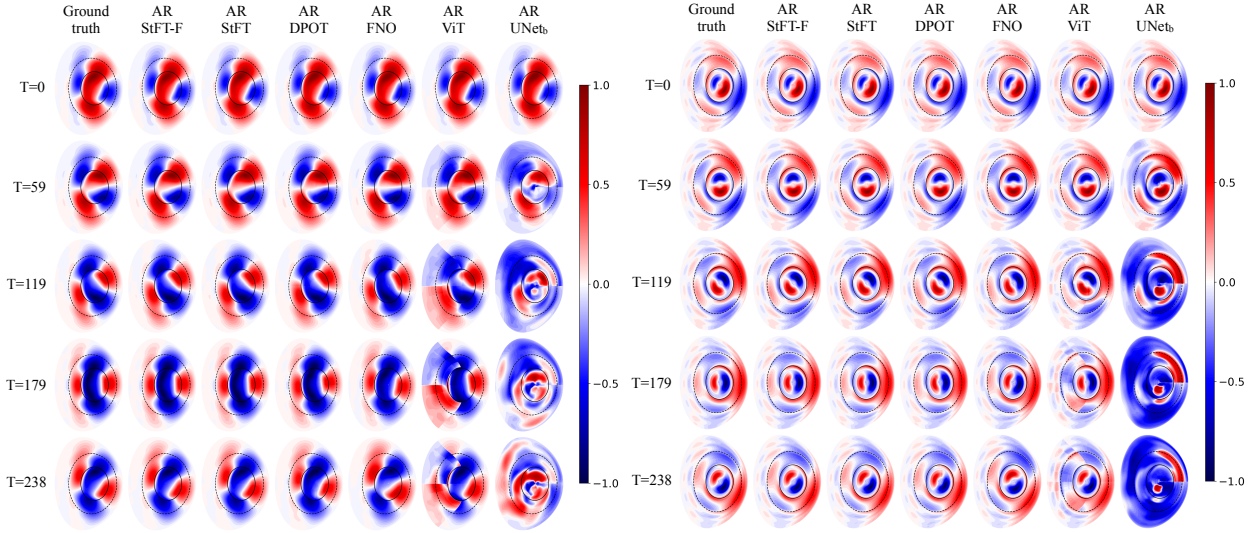 Ground truth AR StFT-F AR StFT AR DPOT AR FNO AR ViT AR UNet_b
T=0
T=59
T=119
T=179
T=238
1.0
0.5
0.0
−0.5
−1.0
Ground truth AR StFT-F AR StFT AR DPOT AR FNO AR ViT AR UNet_b
T=0
T=59
T=119
T=179
T=238
1.0
0.5
0.0
−0.5
−1.0